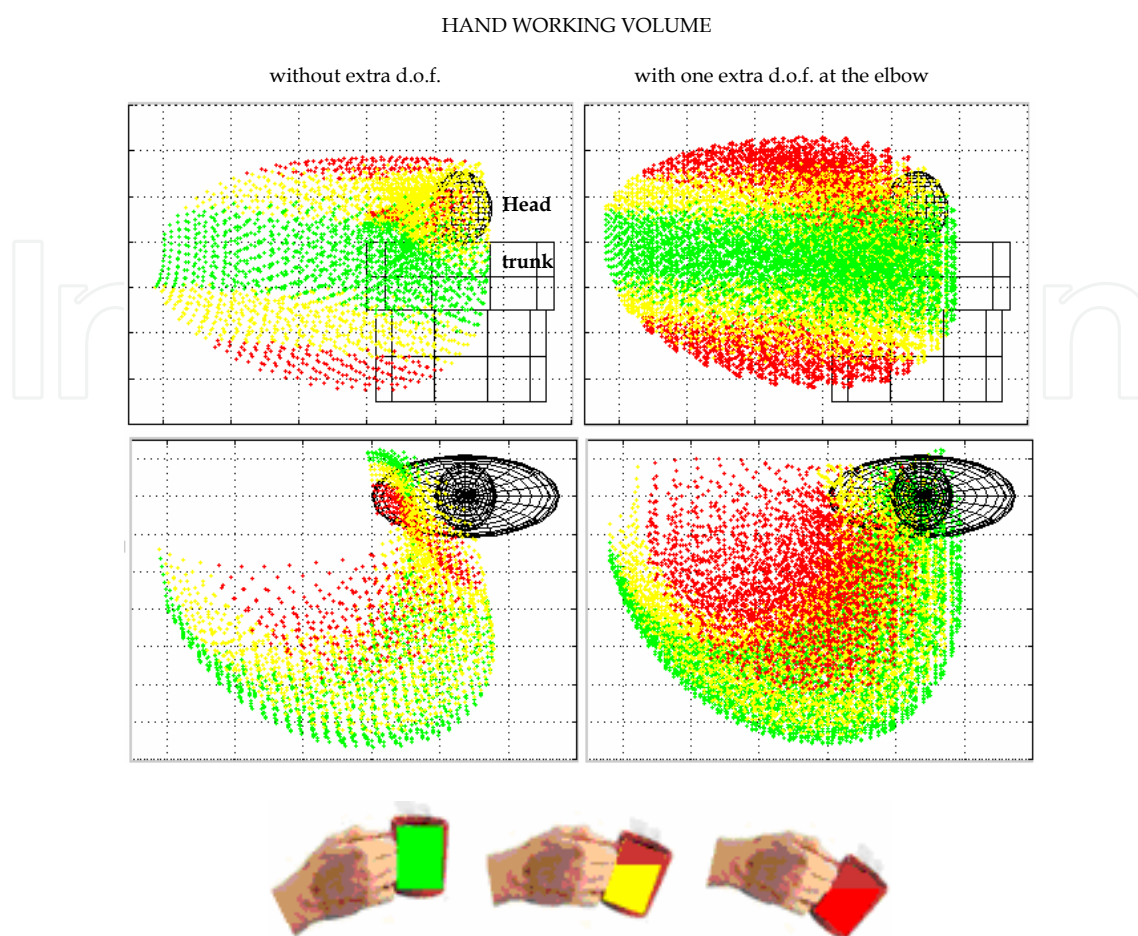 HAND WORKING VOLUME
without extra d.o.f.
with one extra d.o.f. at the elbow
Head
trunk